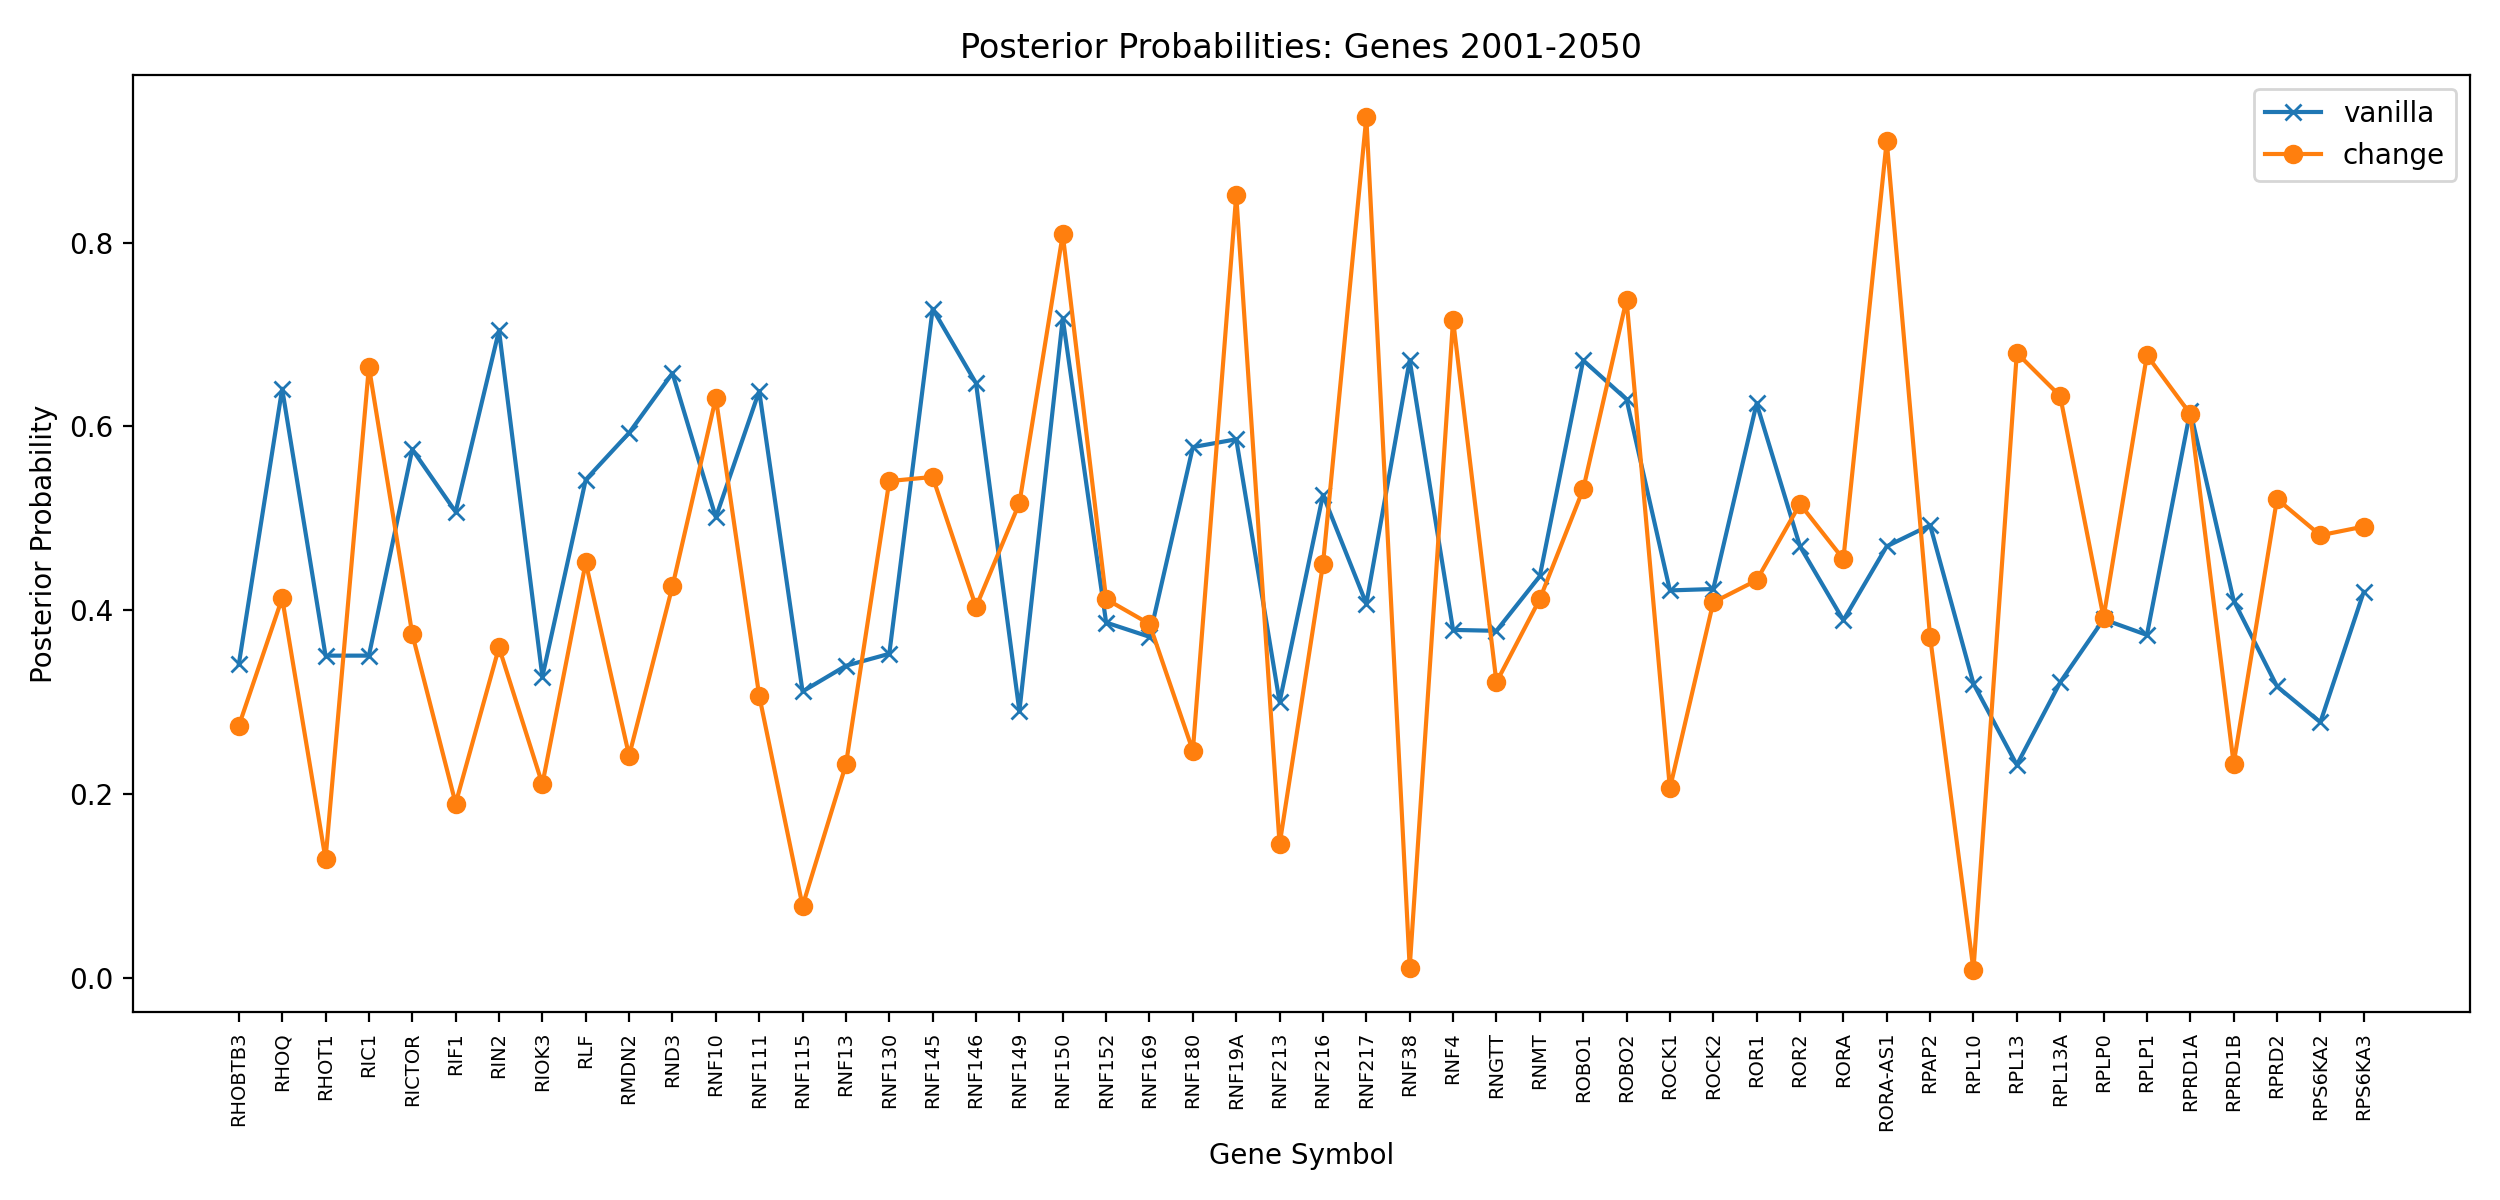 Posterior Probabilities: Genes 2001-2050
vanilla
change
Posterior Probability
0.8
0.6
0.4
0.2
0.0
RHOBTB3
RHOQ
RHOT1
RIC1
RICTOR
RIF1
RIN2
RIOK3
RLF
RMDN2
RND3
RNF10
RNF111
RNF115
RNF13
RNF130
RNF145
RNF146
RNF149
RNF150
RNF152
RNF169
RNF180
RNF19A
RNF213
RNF216
RNF217
RNF38
RNF4
RNGTT
RNMT
ROBO1
ROBO2
ROCK1
ROCK2
ROR1
ROR2
RORA
RORA-AS1
RPAP2
RPL10
RPL13
RPL13A
RPLP0
RPLP1
RPRD1A
RPRD1B
RPRD2
RPS6KA2
RPS6KA3
Gene Symbol